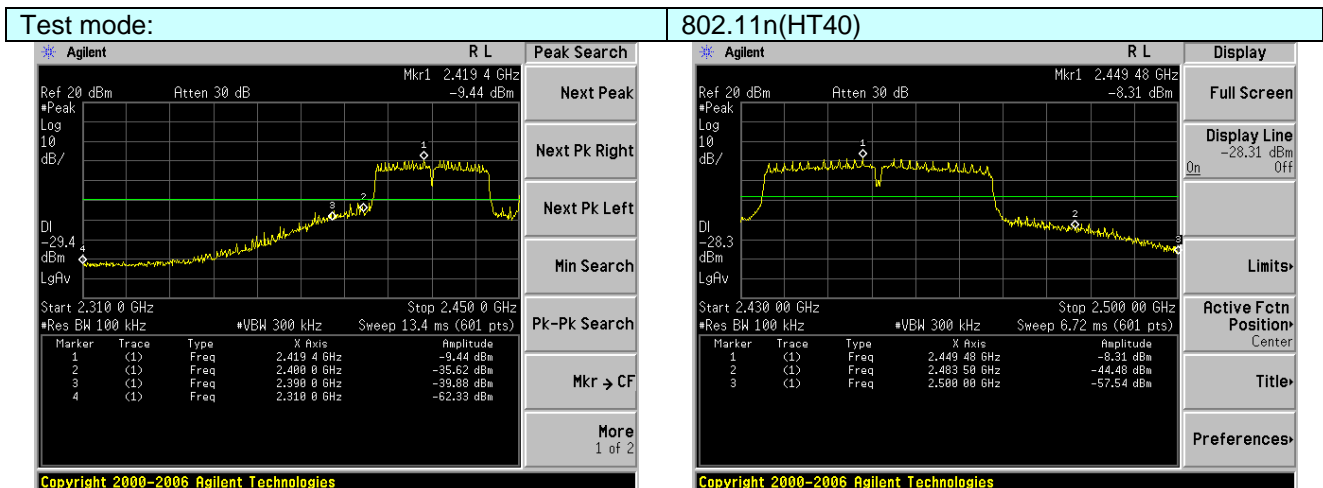 Test mode: 802.11n(HT40)
Agilent R L Peak Search
Mkr1 2.419 4 GHz
Ref 20 dBm Atten 30 dB -9.44 dBm
#Peak
Log
10
dB/
1
3
2
4
DI
-29.4
dBm
LgAv
Start 2.310 0 GHz Stop 2.450 0 GHz
#Res BW 100 kHz #VBW 300 kHz Sweep 13.4 ms (601 pts)
Marker Trace Type X Axis Amplitude
1 (1) Freq 2.419 4 GHz -9.44 dBm
2 (1) Freq 2.400 0 GHz -35.62 dBm
3 (1) Freq 2.390 0 GHz -39.88 dBm
4 (1) Freq 2.310 0 GHz -62.33 dBm
Next Peak
Next Pk Right
Next Pk Left
Min Search
Pk-Pk Search
Mkr → CF
More
1 of 2
Copyright 2000-2006 Agilent Technologies
Agilent R L Display
Mkr1 2.449 48 GHz
Ref 20 dBm Atten 30 dB -8.31 dBm
#Peak
Log
10
dB/
1
2
3
DI
-28.3
dBm
LgAv
Start 2.430 00 GHz Stop 2.500 00 GHz
#Res BW 100 kHz #VBW 300 kHz Sweep 6.72 ms (601 pts)
Marker Trace Type X Axis Amplitude
1 (1) Freq 2.449 48 GHz -8.31 dBm
2 (1) Freq 2.483 50 GHz -44.48 dBm
3 (1) Freq 2.500 00 GHz -57.54 dBm
Full Screen
Display Line
-28.31 dBm
On Off
Limits
Active Fctn
Position
Center
Title
Preferences
Copyright 2000-2006 Agilent Technologies